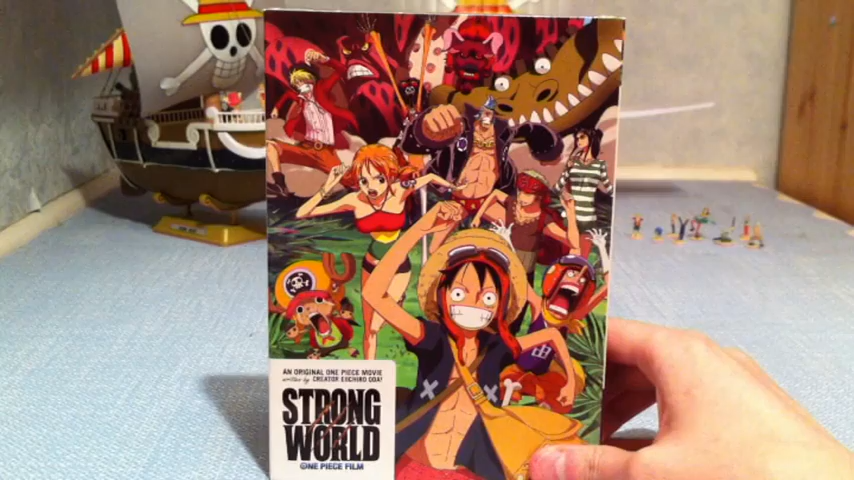 AN ORIGINAL ONE PIECE MOVIE
written by CREATOR EIICHIRO ODA!
STRONG
WORLD
ONE PIECE FILM